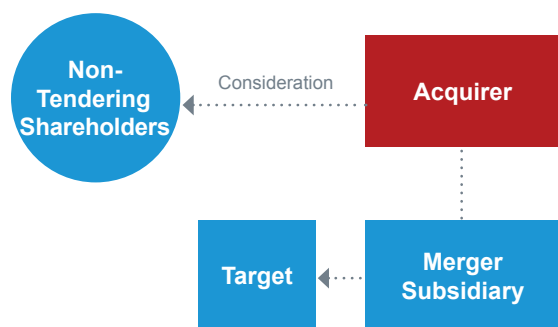 Non-
Tendering
Shareholders
Consideration
Acquirer
Target
Merger
Subsidiary